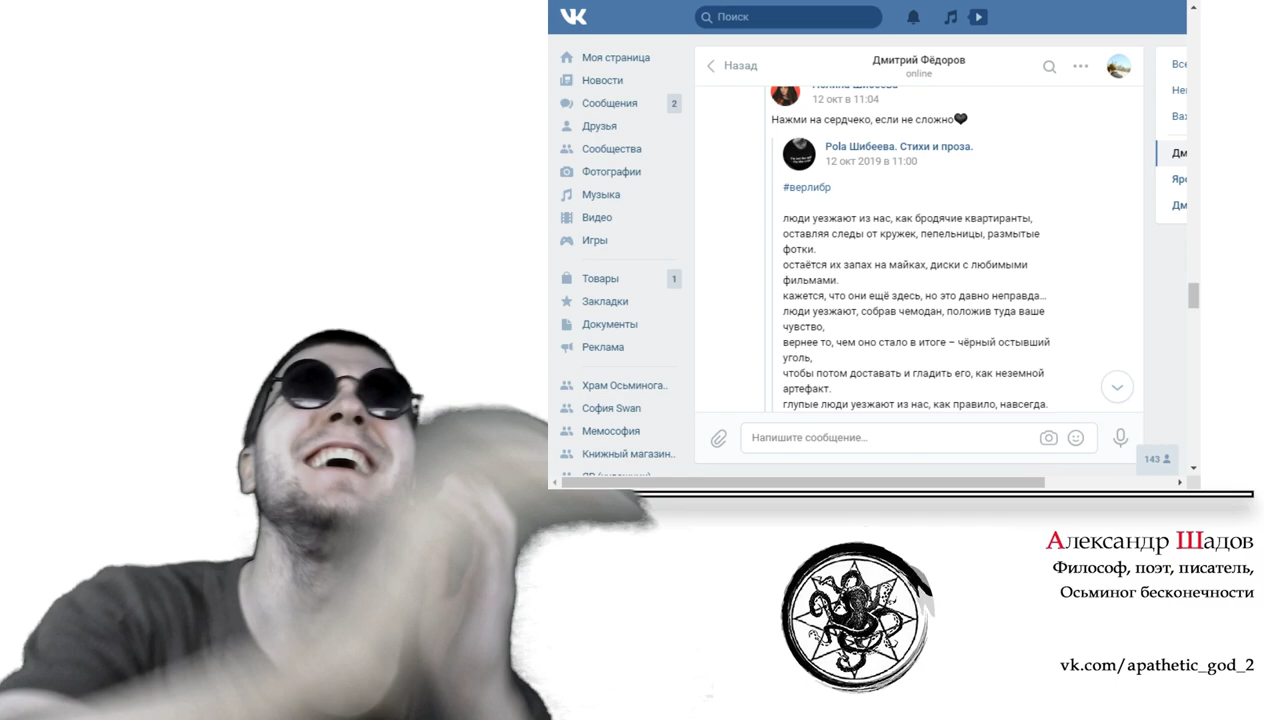 Поиск
Моя страница
Новости
Сообщения 2
Друзья
Сообщества
Фотографии
Музыка
Видео
Игры
Товары 1
Закладки
Документы
Реклама
Храм Осьминога..
София Swan
Мемософия
Книжный магазин..
Назад
Дмитрий Фёдоров
online
12 окт в 11:04
Нажми на сердчеко, если не сложно🖤
Pola Шибеева. Стихи и проза.
12 окт 2019 в 11:00
#верлибр
люди уезжают из нас, как бродячие квартиранты,
оставляя следы от кружек, пепельницы, размытые
фотки.
остаётся их запах на майках, диски с любимыми
фильмами.
кажется, что они ещё здесь, но это давно неправда...
люди уезжают, собрав чемодан, положив туда ваше
чувство,
вернее то, чем оно стало в итоге – чёрный остывший
уголь,
чтобы потом доставать и гладить его, как неземной
артефакт.
глупые люди уезжают из нас, как правило, навсегда.
Напишите сообщение...
Все
Дм
Яро
Дм
143
Александр Шадов
Философ, поэт, писатель,
Осьминог бесконечности
vk.com/apathetic_god_2